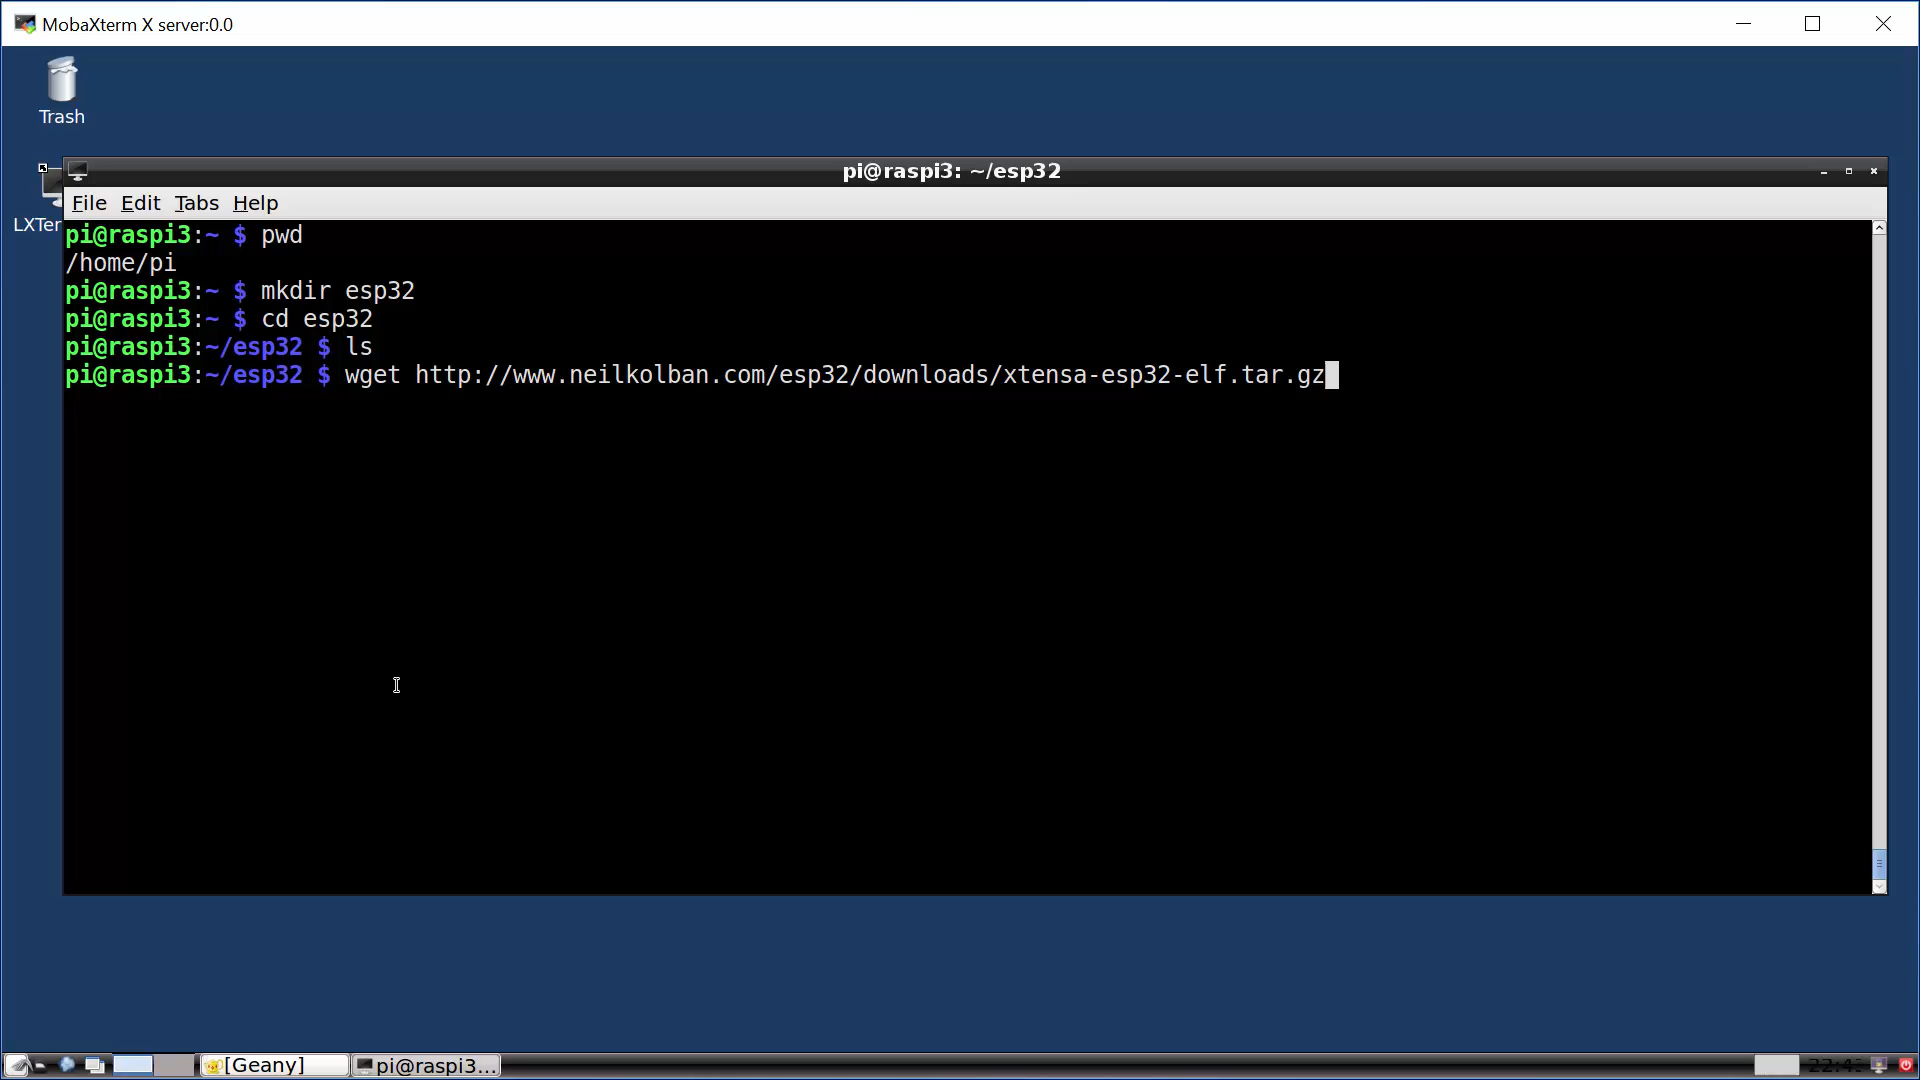 MobaXterm X server:0.0
Trash
pi@raspi3: ~/esp32
LXTer
File Edit Tabs Help
pi@raspi3:~ $ pwd
/home/pi
pi@raspi3:~ $ mkdir esp32
pi@raspi3:~ $ cd esp32
pi@raspi3:~/esp32 $ ls
pi@raspi3:~/esp32 $ wget http://www.neilkolban.com/esp32/downloads/xtensa-esp32-elf.tar.gz
[Geany]
pi@raspi3...